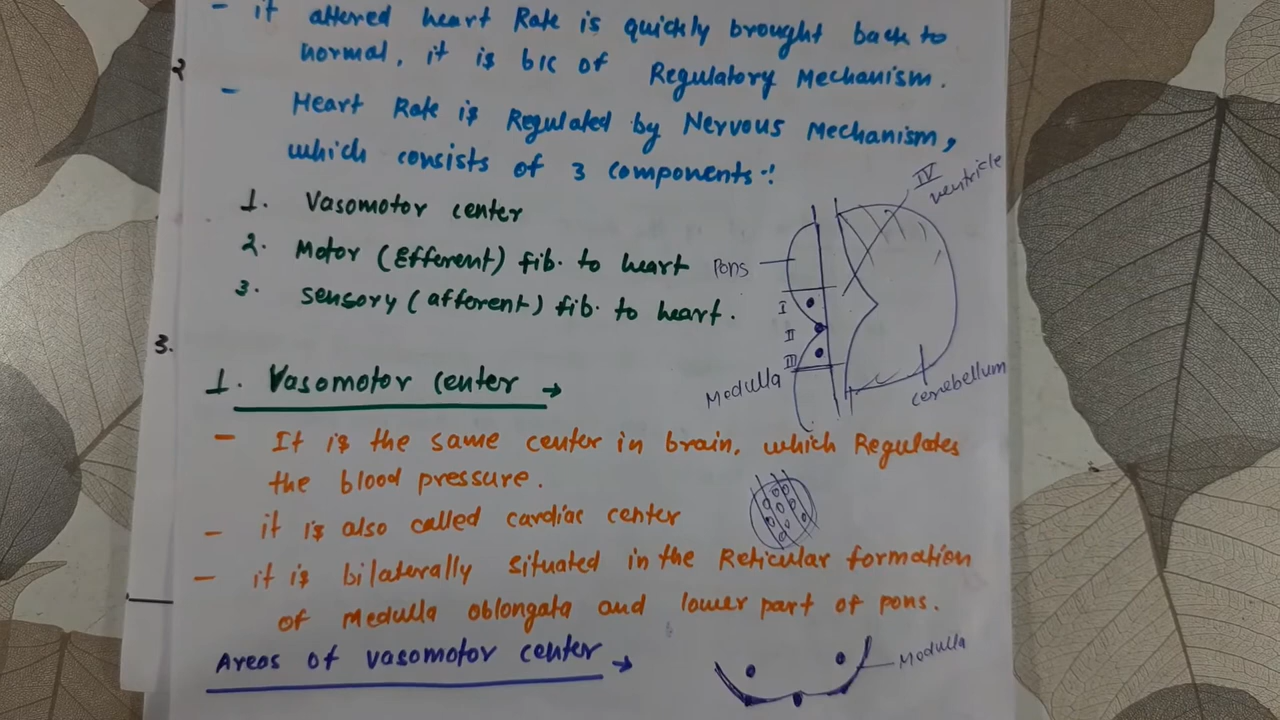 - if altered heart Rate is quickly brought back to
normal, it is b/c of Regulatory Mechanism.
2
- Heart Rate is Regulated by Nervous Mechanism,
which consists of 3 components-:
1. Vasomotor center
2. Motor (Efferent) fib. to heart
3. sensory (afferent) fib. to heart.
IV
ventricle
Pons
I
II
III
Medulla
cerebellum
3.
1. Vasomotor center →
- It is the same center in brain, which Regulates
the blood pressure.
- it is also called cardiac center
- it is bilaterally situated in the Reticular formation
of Medulla oblongata and lower part of pons.
Areas of vasomotor center →
Medulla